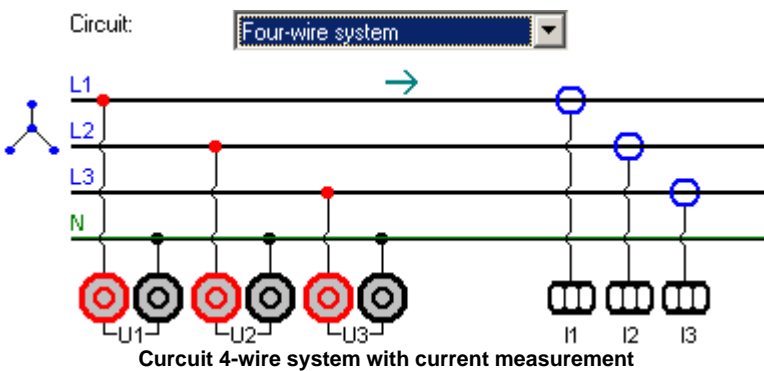 Circuit: Four-wire system
L1
L2
L3
N
U1 U2 U3 I1 I2 I3
Curcuit 4-wire system with current measurement